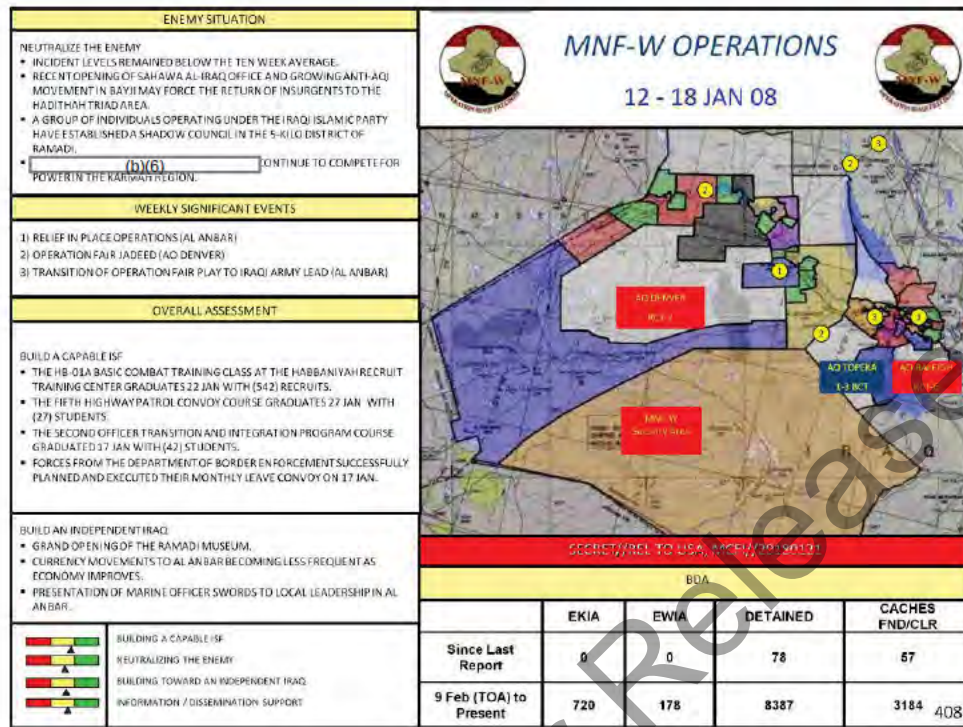 ENEMY SITUATION
NEUTRALIZE THE ENEMY
▪ INCIDENT LEVELS REMAINED BELOW THE TEN WEEK AVERAGE.
▪ RECENT OPENING OF SAHAWA AL-IRAQ OFFICE AND GROWING ANTI-AQI
MOVEMENT IN BAYJI MAY FORCE THE RETURN OF INSURGENTS TO THE
HADITHAH TRIAD AREA.
▪ A GROUP OF INDIVIDUALS OPERATING UNDER THE IRAQI ISLAMIC PARTY
HAVE ESTABLISHED A SHADOW COUNCIL IN THE 5-KILO DISTRICT OF
RAMADI.
▪ (b)(6) CONTINUE TO COMPETE FOR
POWER IN THE KARMAH REGION.
WEEKLY SIGNIFICANT EVENTS
1) RELIEF IN PLACE OPERATIONS (AL ANBAR)
2) OPERATION FAIR JADEED (AO DENVER)
3) TRANSITION OF OPERATION FAIR PLAY TO IRAQI ARMY LEAD (AL ANBAR)
OVERALL ASSESSMENT
BUILD A CAPABLE ISF
▪ THE HB-01A BASIC COMBAT TRAINING CLASS AT THE HABBANIYAH RECRUIT
TRAINING CENTER GRADUATES 22 JAN WITH (542) RECRUITS.
▪ THE FIFTH HIGHWAY PATROL CONVOY COURSE GRADUATES 27 JAN WITH
(27) STUDENTS.
▪ THE SECOND OFFICER TRANSITION AND INTEGRATION PROGRAM COURSE
GRADUATED 17 JAN WITH (42) STUDENTS.
▪ FORCES FROM THE DEPARTMENT OF BORDER ENFORCEMENT SUCCESSFULLY
PLANNED AND EXECUTED THEIR MONTHLY LEAVE CONVOY ON 17 JAN.
BUILD AN INDEPENDENT IRAQ
▪ GRAND OPENING OF THE RAMADI MUSEUM.
▪ CURRENCY MOVEMENTS TO AL ANBAR BECOMING LESS FREQUENT AS
ECONOMY IMPROVES.
▪ PRESENTATION OF MARINE OFFICER SWORDS TO LOCAL LEADERSHIP IN AL
ANBAR.
BUILDING A CAPABLE ISF
NEUTRALIZING THE ENEMY
BUILDING TOWARD AN INDEPENDENT IRAQ
INFORMATION / DISSEMINATION SUPPORT
MNF-W
MNF-W OPERATIONS
12 - 18 JAN 08
MNF-W
3
2
2
1
2
3
3
AO DENVER
RCT-2
AO TOPEKA
1-3 BCT
AO RALEIGH
RCT-6
MNF-W
I R A Q
SECRET//REL TO USA, MCFI//20180121
BDA
EKIA EWIA DETAINED CACHES FND/CLR
Since Last Report 0 0 78 57
9 Feb (TOA) to Present 720 178 8387 3184
408
Release